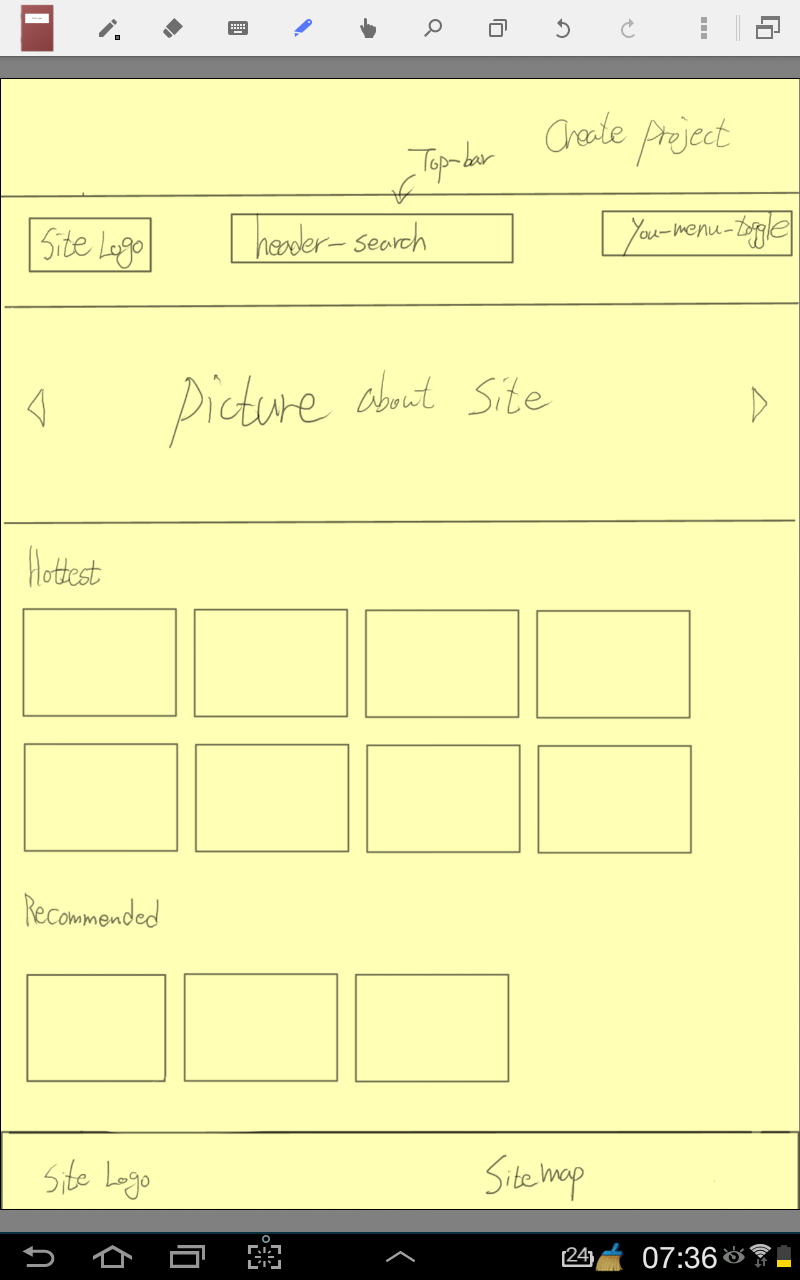 Create project
Top-bar
Site Logo
header-search
You-menu-toggle
Picture about Site
Hottest
Recommended
Site Logo
Sitemap
24
07:36